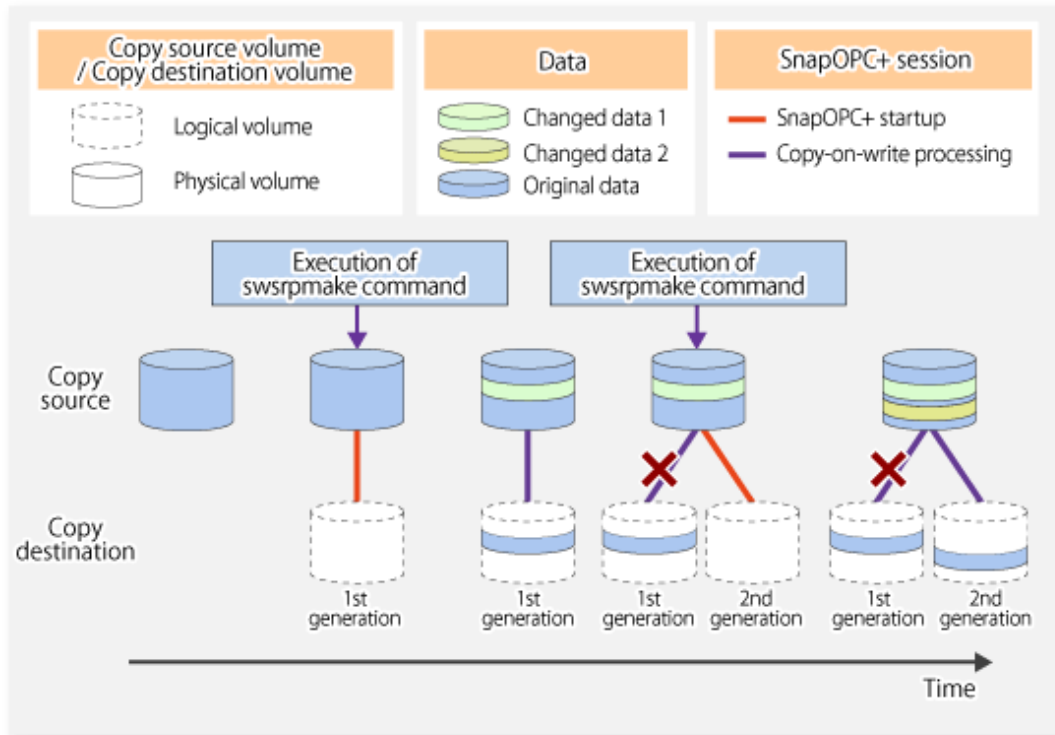 Copy source volume
/ Copy destination volume
Logical volume
Physical volume
Data
Changed data 1
Changed data 2
Original data
SnapOPC+ session
SnapOPC+ startup
Copy-on-write processing
Execution of
swsrpmake command
Execution of
swsrpmake command
Copy
source
Copy
destination
1st
generation
1st
generation
1st
generation
2nd
generation
1st
generation
2nd
generation
Time